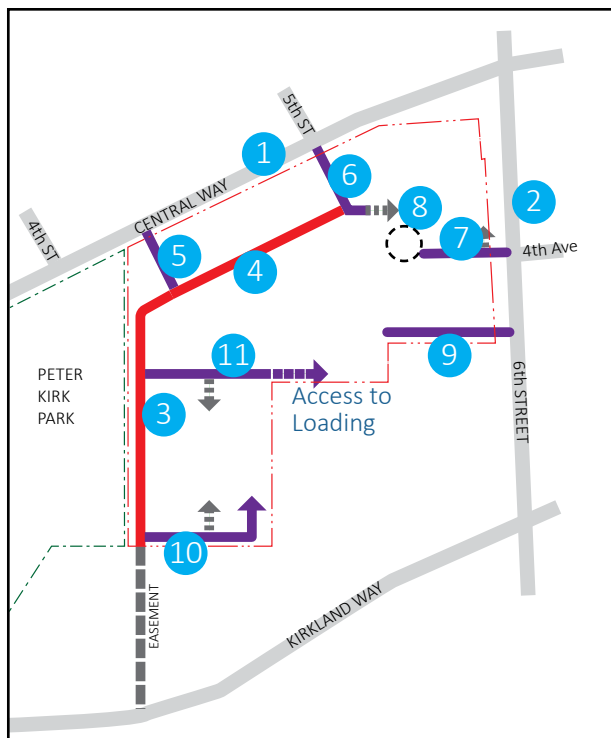 5th ST
1
CENTRAL WAY
6
4th ST
2
8
7
4th Ave
5
4
9
11
PETER
KIRK
PARK
3
Access to
Loading
6th STREET
10
EASEMENT
KIRKLAND WAY